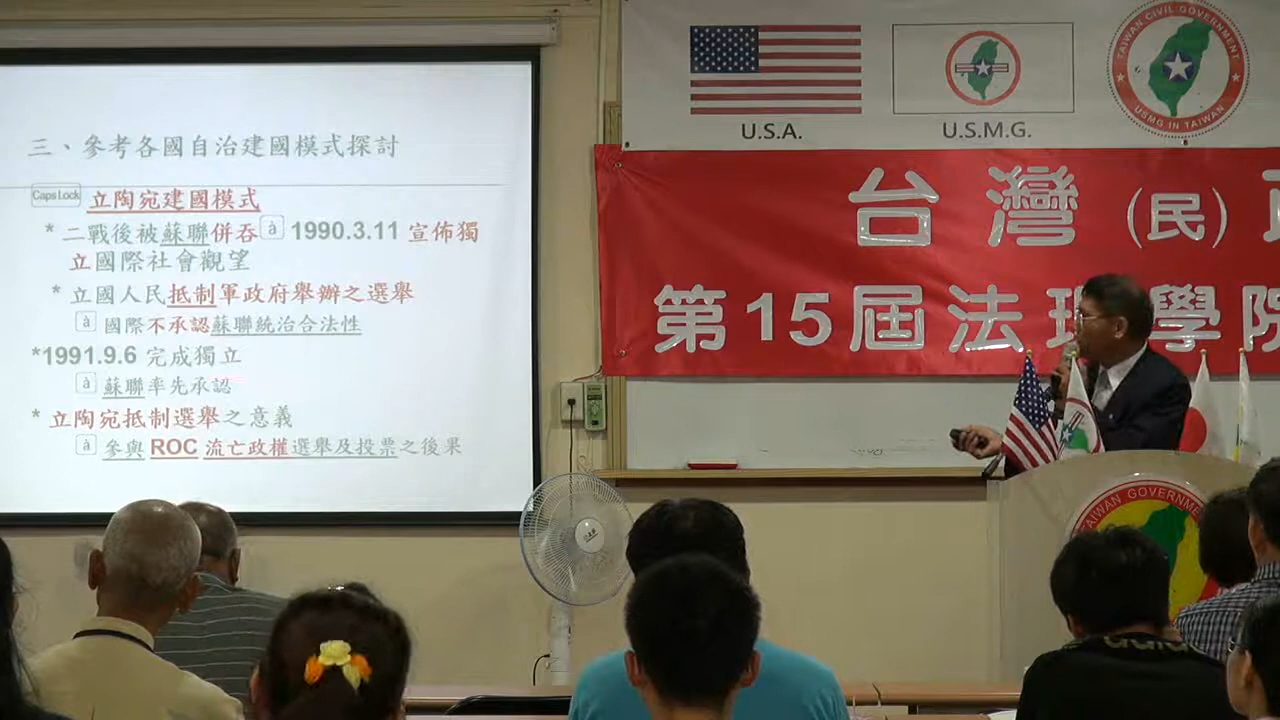 三、參考各國自治建國模式探討
Caps Lock 立陶宛建國模式
* 二戰後被蘇聯併吞 à 1990.3.11 宣佈獨
立國際社會觀望
* 立國人民抵制軍政府舉辦之選舉
à 國際不承認蘇聯統治合法性
*1991.9.6 完成獨立
à 蘇聯率先承認
* 立陶宛抵制選舉之意義
à 參與 ROC 流亡政權選舉及投票之後果
U.S.A.
U.S.M.G.
TAIWAN CIVIL GOVERNMENT
USMG IN TAIWAN
台灣(民)政
第15屆法理學院
TAIWAN GOVERNMENT